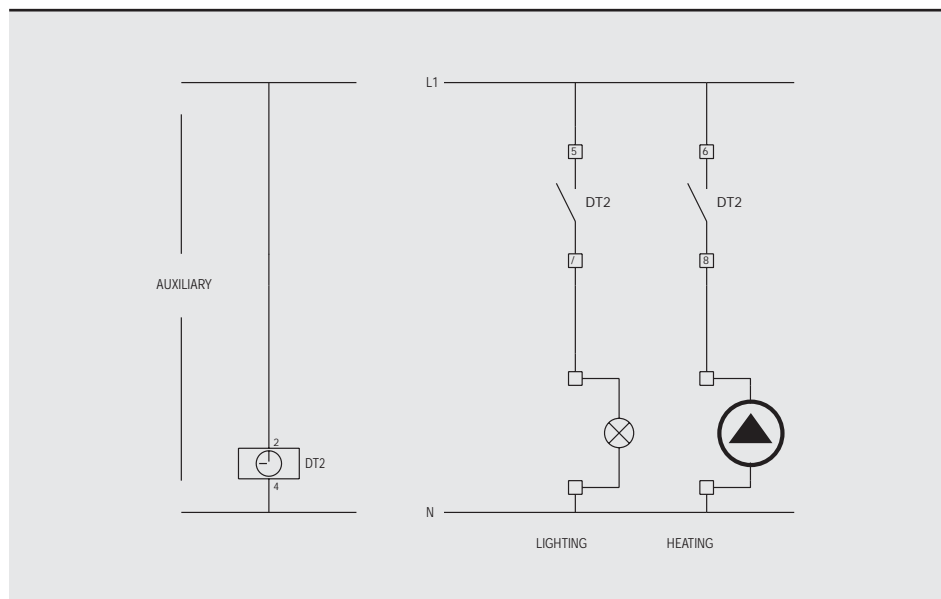 L1
5
6
DT2
DT2
/
8
AUXILIARY
2
DT2
4
N
LIGHTING
HEATING